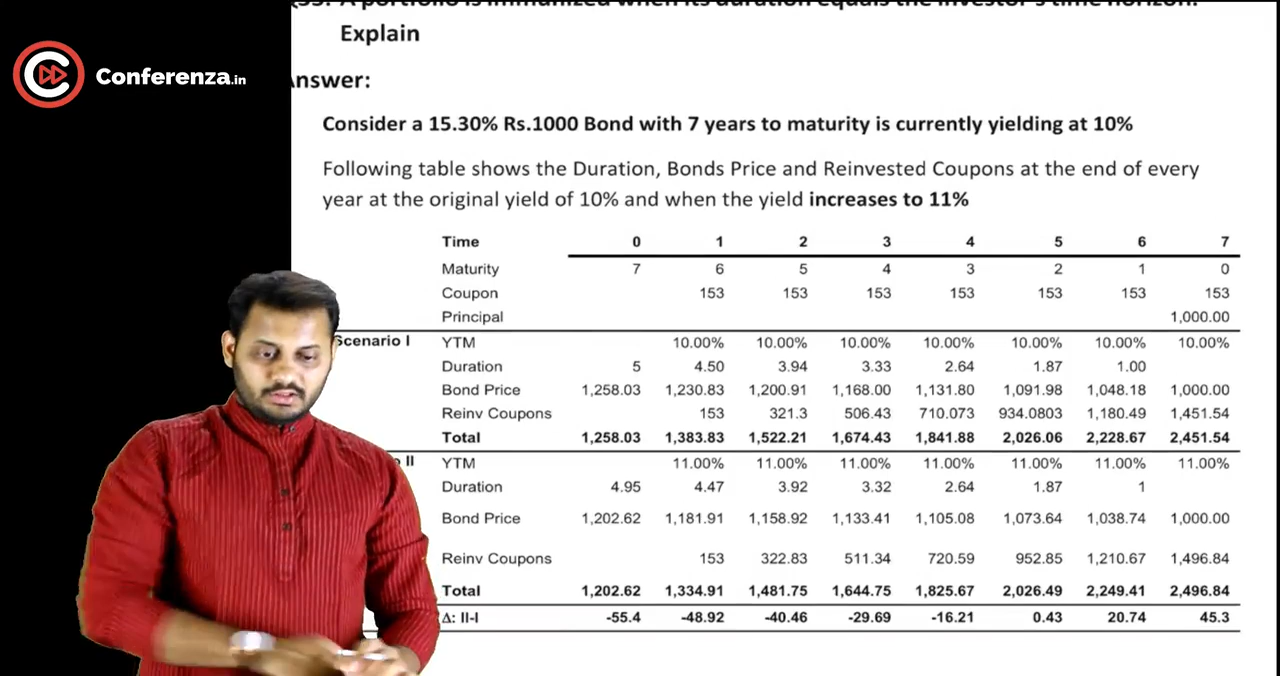 Q35. A portfolio is immunized when its duration equals the investor's time horizon.
Explain
Conferenza.in
Answer:
Consider a 15.30% Rs.1000 Bond with 7 years to maturity is currently yielding at 10%
Following table shows the Duration, Bonds Price and Reinvested Coupons at the end of every
year at the original yield of 10% and when the yield increases to 11%
Time 0 1 2 3 4 5 6 7
Maturity 7 6 5 4 3 2 1 0
Coupon 153 153 153 153 153 153 153
Principal 1,000.00
Scenario I YTM 10.00% 10.00% 10.00% 10.00% 10.00% 10.00% 10.00%
Duration 5 4.50 3.94 3.33 2.64 1.87 1.00
Bond Price 1,258.03 1,230.83 1,200.91 1,168.00 1,131.80 1,091.98 1,048.18 1,000.00
Reinv Coupons 153 321.3 506.43 710.073 934.0803 1,180.49 1,451.54
Total 1,258.03 1,383.83 1,522.21 1,674.43 1,841.88 2,026.06 2,228.67 2,451.54
II YTM 11.00% 11.00% 11.00% 11.00% 11.00% 11.00% 11.00%
Duration 4.95 4.47 3.92 3.32 2.64 1.87 1
Bond Price 1,202.62 1,181.91 1,158.92 1,133.41 1,105.08 1,073.64 1,038.74 1,000.00
Reinv Coupons 153 322.83 511.34 720.59 952.85 1,210.67 1,496.84
Total 1,202.62 1,334.91 1,481.75 1,644.75 1,825.67 2,026.49 2,249.41 2,496.84
Δ: II-I -55.4 -48.92 -40.46 -29.69 -16.21 0.43 20.74 45.3